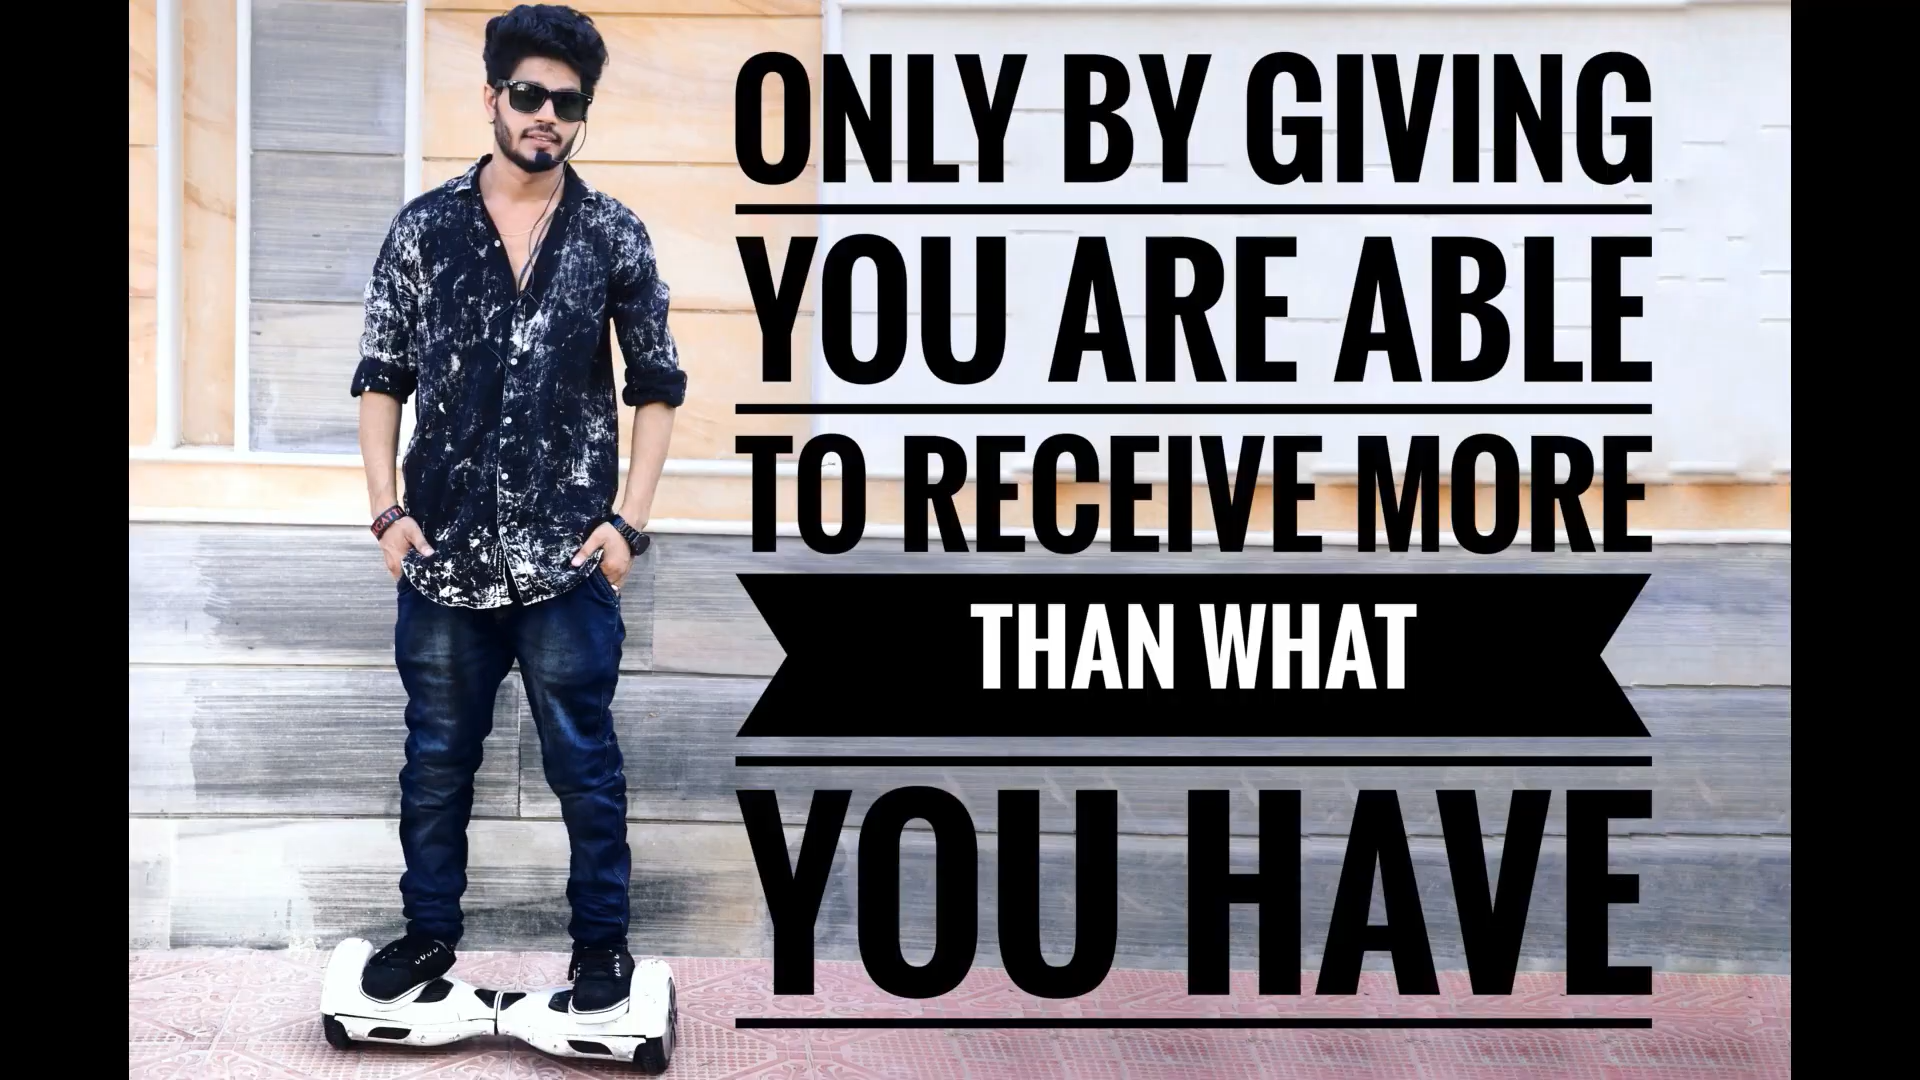 ONLY BY GIVING
YOU ARE ABLE
TO RECEIVE MORE
THAN WHAT
YOU HAVE